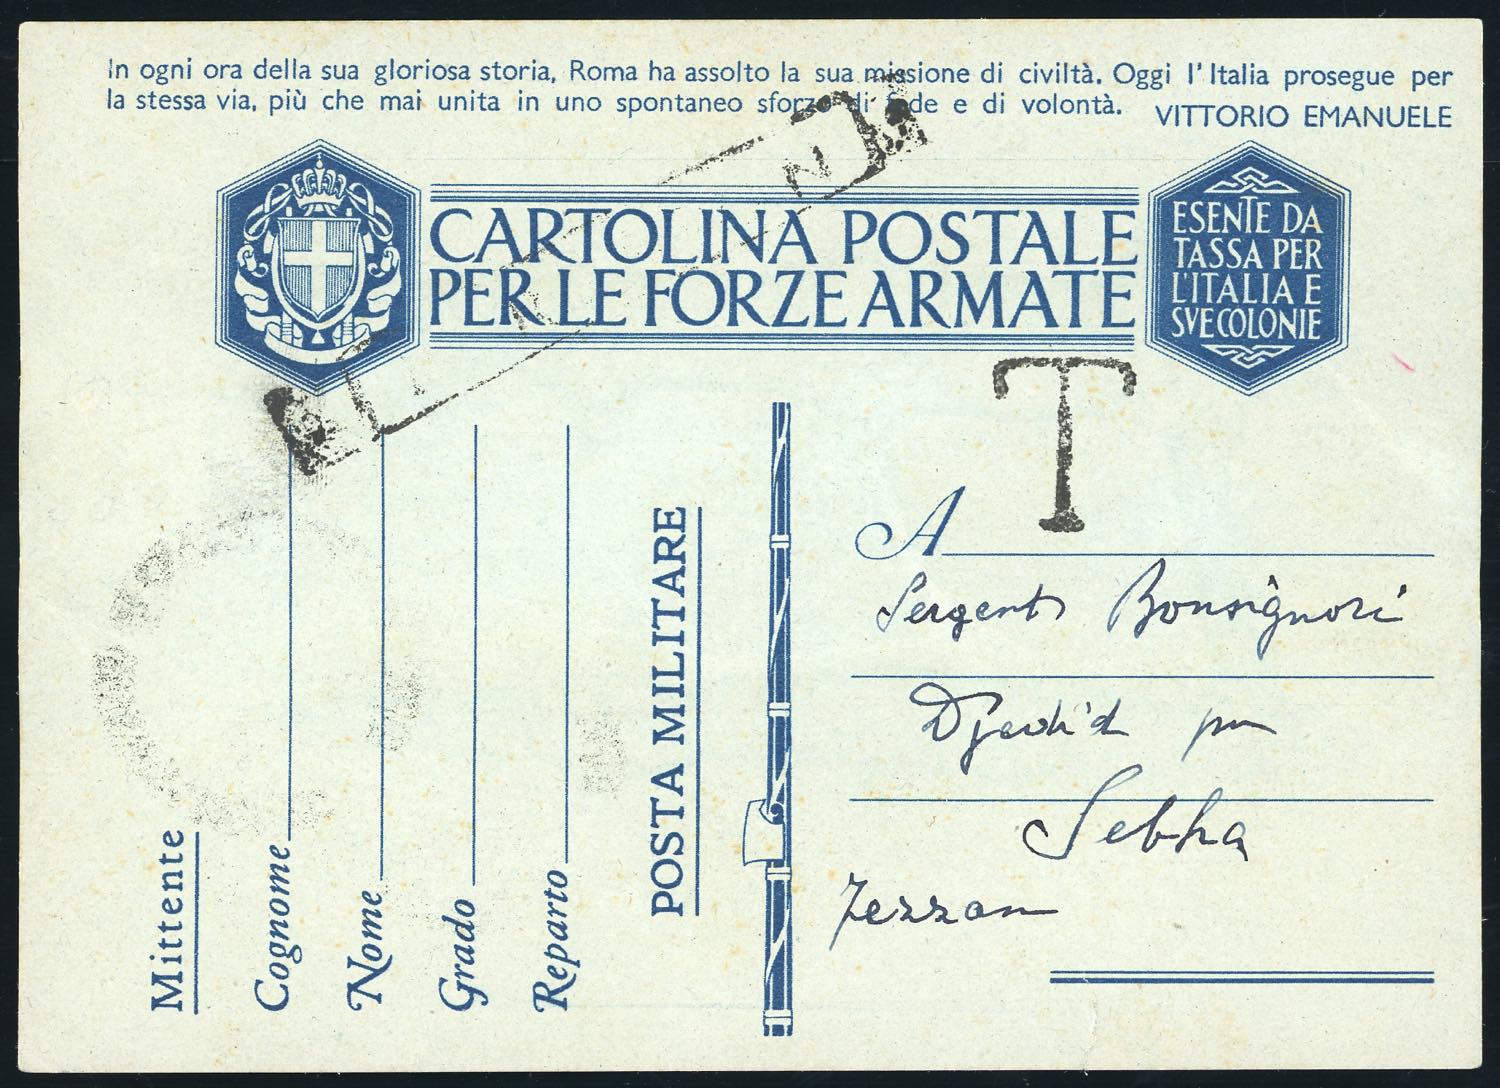 In ogni ora della sua gloriosa storia, Roma ha assolto la sua missione di civiltà. Oggi l'Italia prosegue per
la stessa via, più che mai unita in uno spontaneo sforzo di fede e di volontà. VITTORIO EMANUELE
CARTOLINA POSTALE
PER LE FORZE ARMATE
ESENTE DA
TASSA PER
L'ITALIA E
SVE COLONIE
T
Mittente
Cognome
Nome
Grado
Reparto
POSTA MILITARE
A
Sergente Bonsignori
per
Sebha
Fezzan